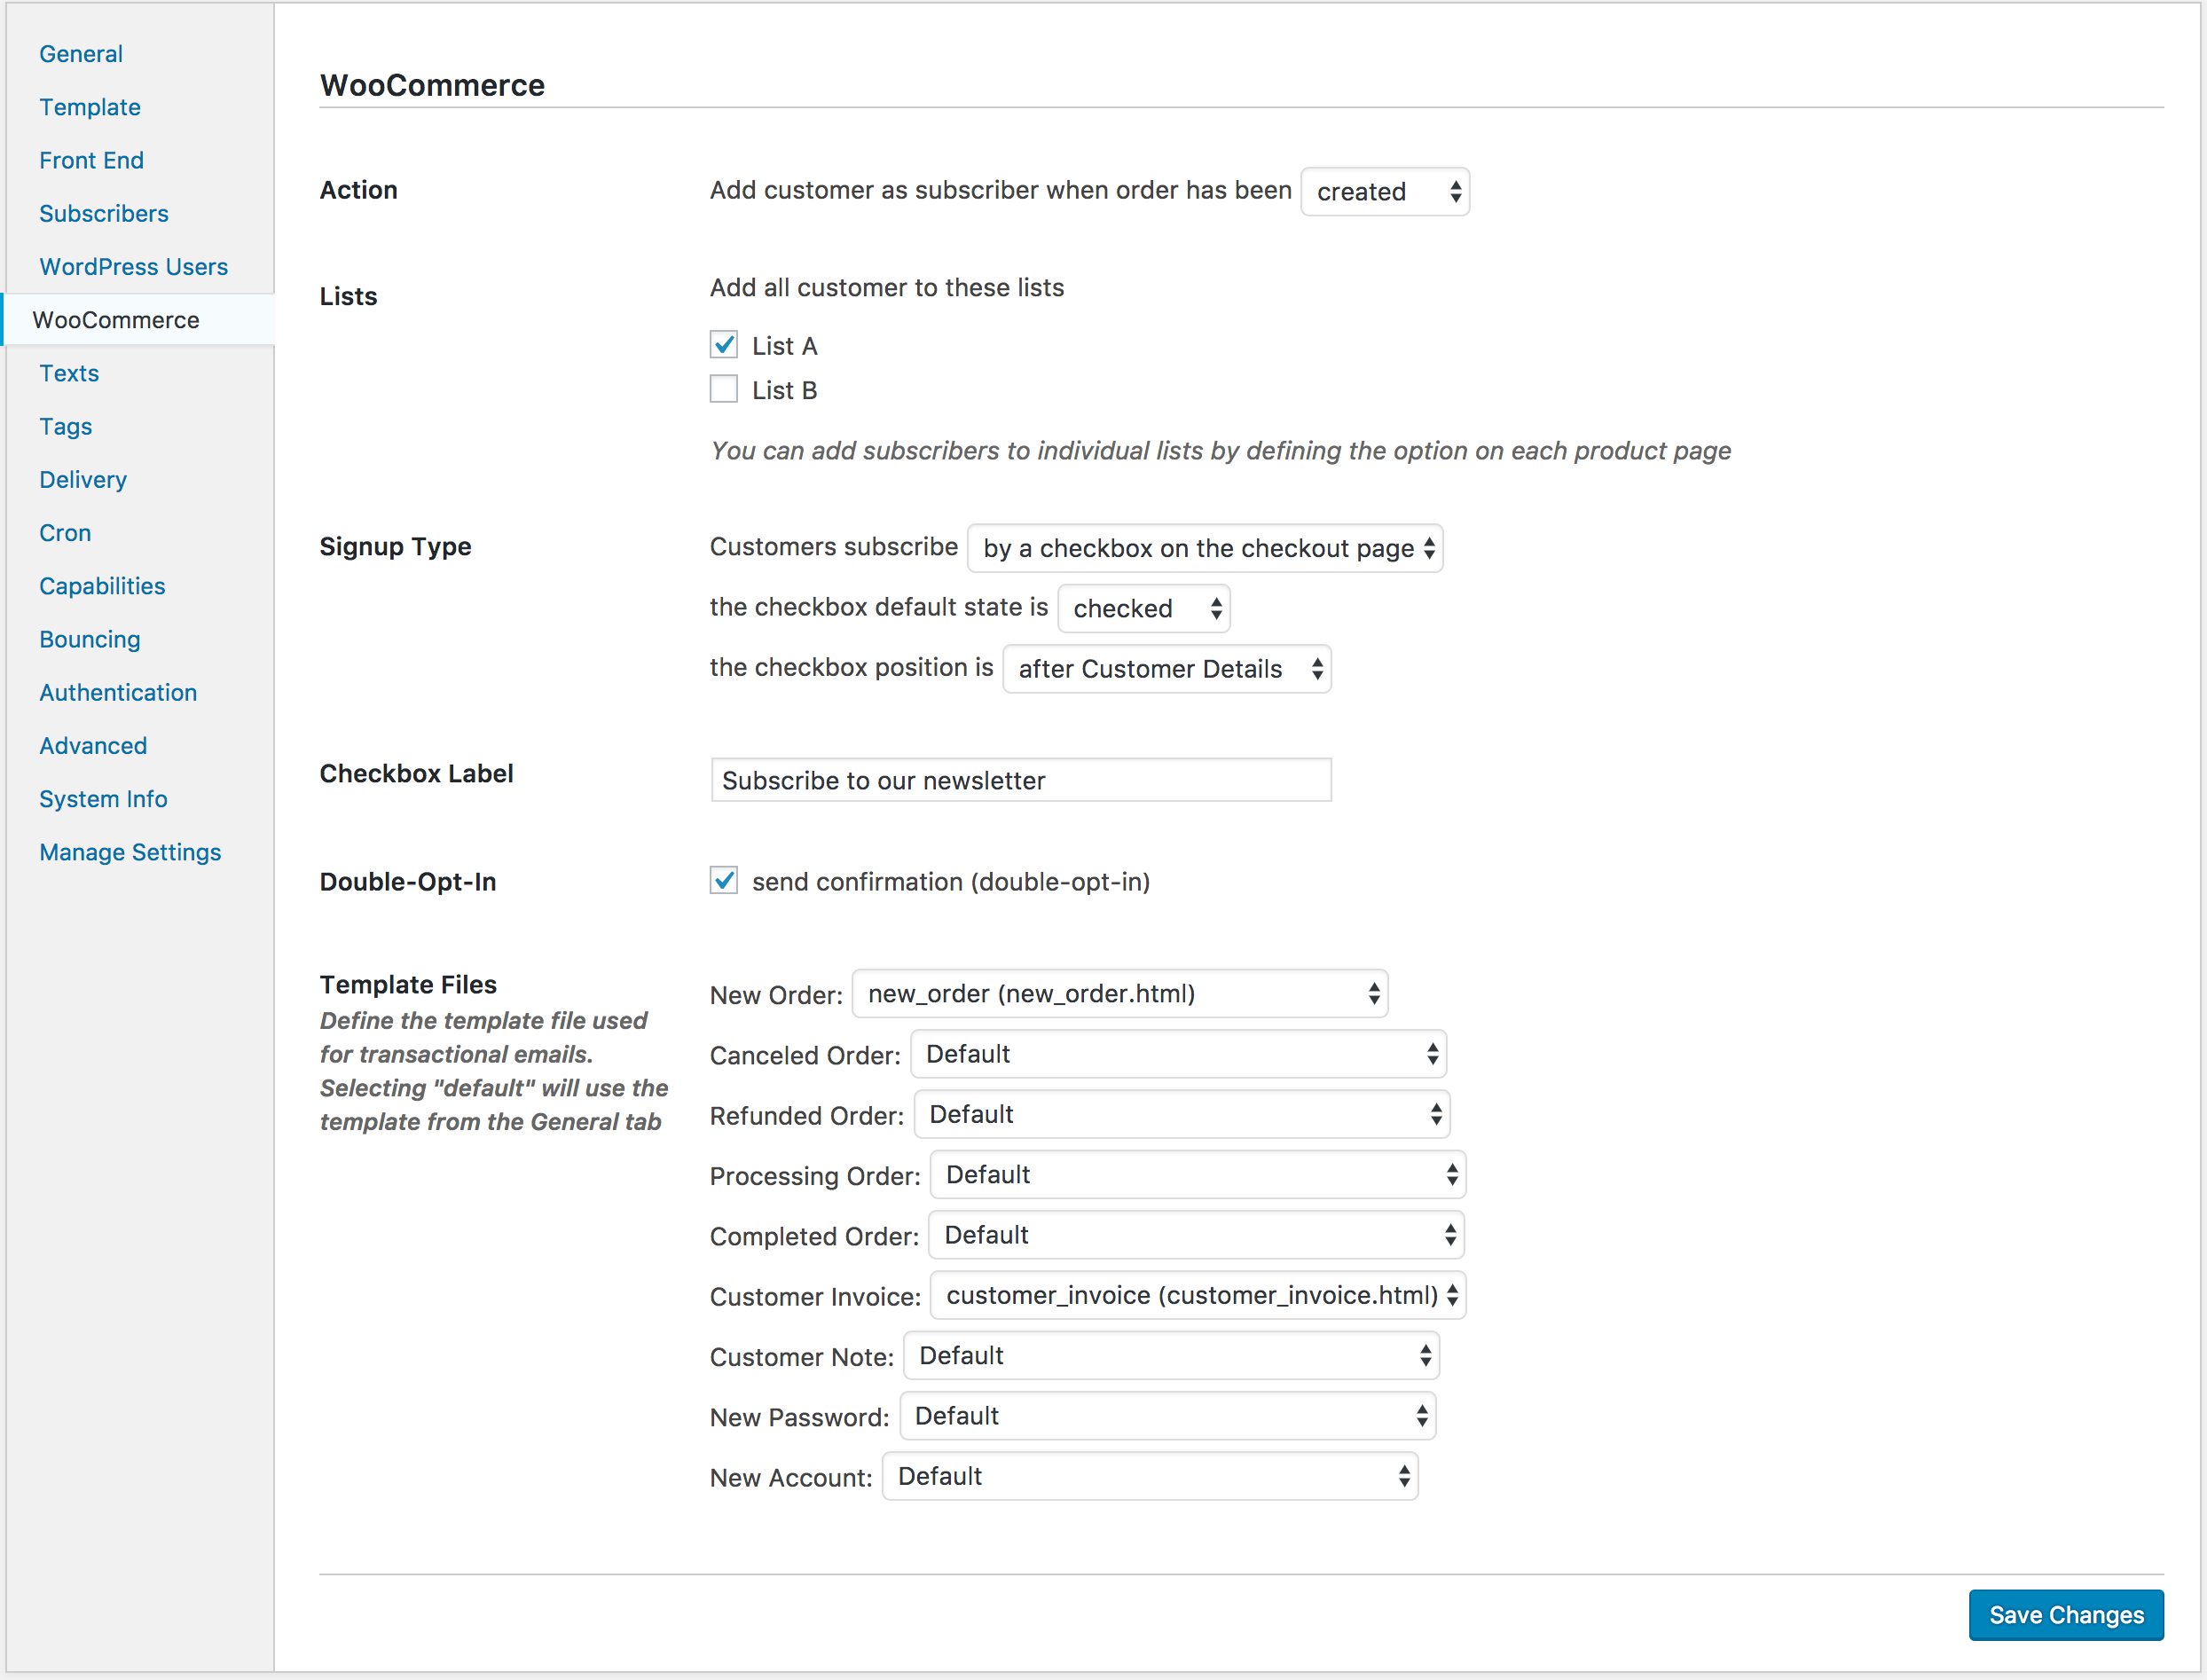 General
Template
Front End
Subscribers
WordPress Users
WooCommerce
Texts
Tags
Delivery
Cron
Capabilities
Bouncing
Authentication
Advanced
System Info
Manage Settings
WooCommerce
Action
Add customer as subscriber when order has been created
Lists
Add all customer to these lists
List A
List B
You can add subscribers to individual lists by defining the option on each product page
Signup Type
Customers subscribe by a checkbox on the checkout page
the checkbox default state is checked
the checkbox position is after Customer Details
Checkbox Label
Subscribe to our newsletter
Double-Opt-In
send confirmation (double-opt-in)
Template Files
Define the template file used
for transactional emails.
Selecting "default" will use the
template from the General tab
New Order: new_order (new_order.html)
Canceled Order: Default
Refunded Order: Default
Processing Order: Default
Completed Order: Default
Customer Invoice: customer_invoice (customer_invoice.html)
Customer Note: Default
New Password: Default
New Account: Default
Save Changes